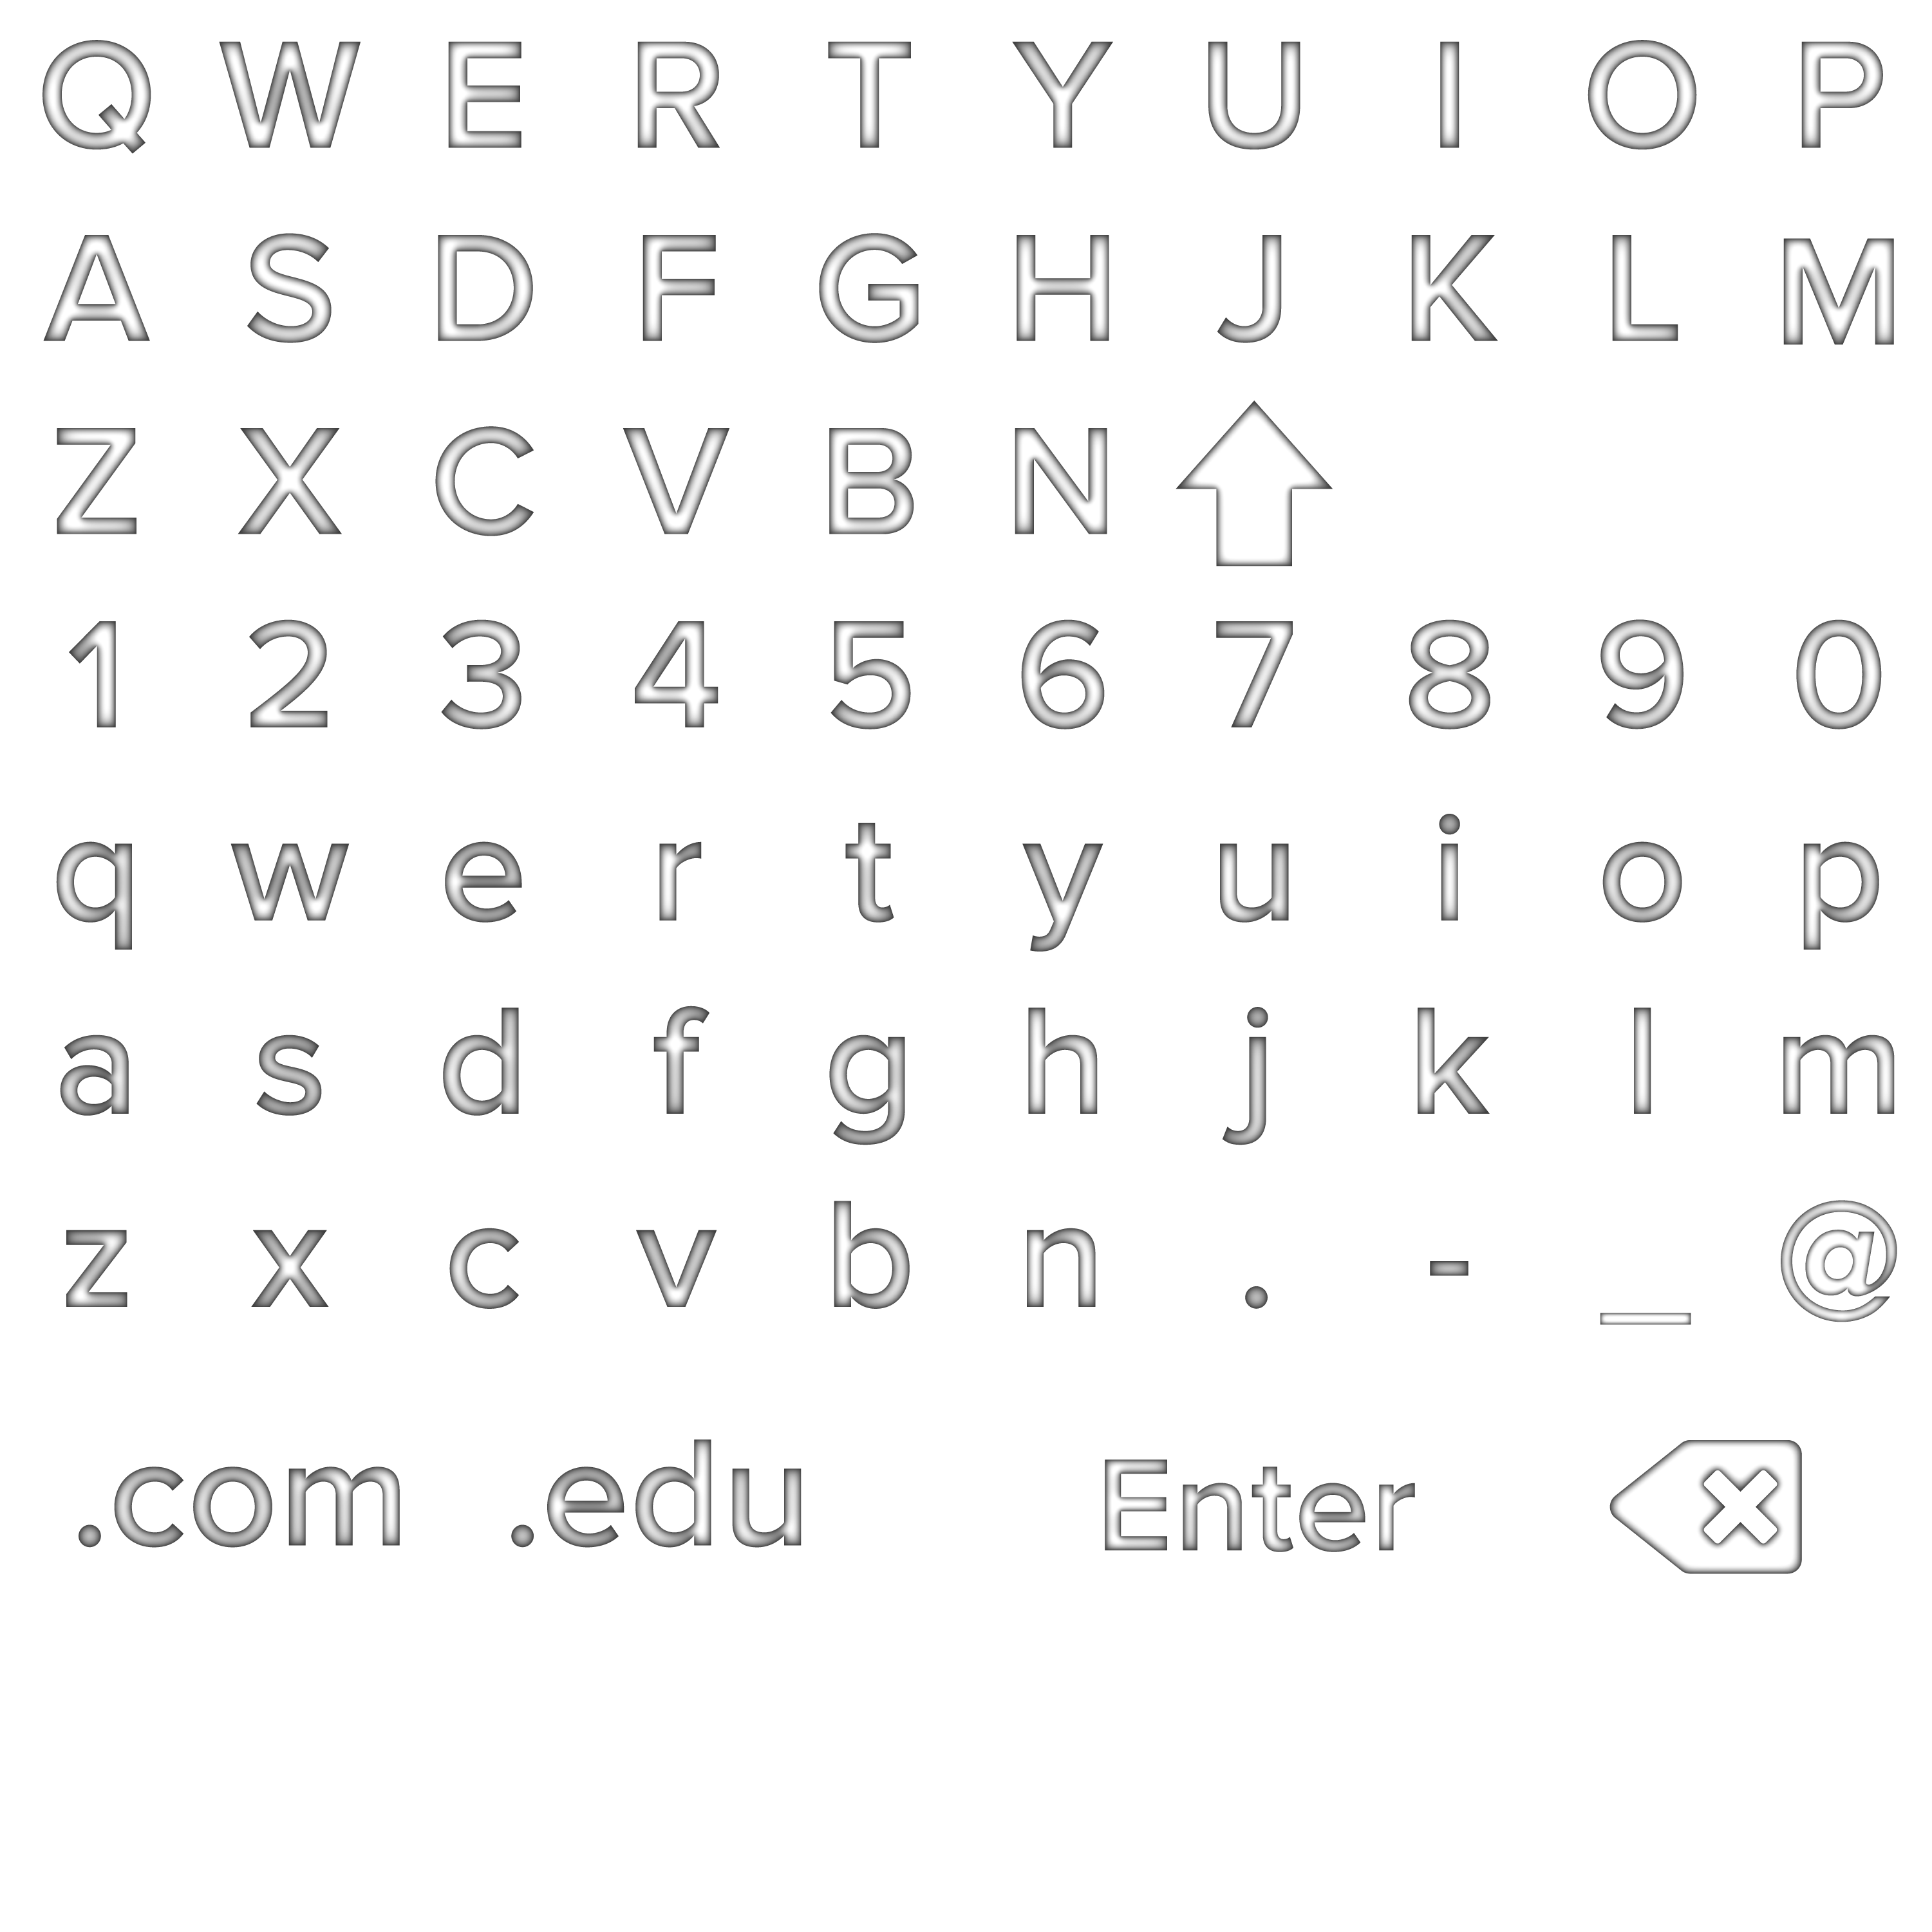 Q W E R T Y U I O P
A S D F G H J K L M
Z X C V B N
1 2 3 4 5 6 7 8 9 0
q w e r t y u i o p
a s d f g h j k l m
z x c v b n . - _ @
.com .edu Enter